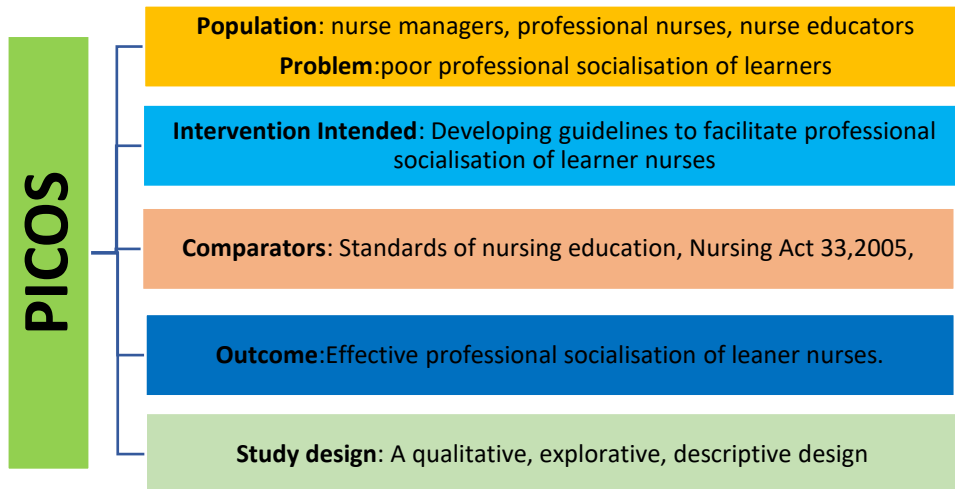 PICOS
Population: nurse managers, professional nurses, nurse educators
Problem:poor professional socialisation of learners
Intervention Intended: Developing guidelines to facilitate professional
socialisation of learner nurses
Comparators: Standards of nursing education, Nursing Act 33,2005,
Outcome:Effective professional socialisation of leaner nurses.
Study design: A qualitative, explorative, descriptive design